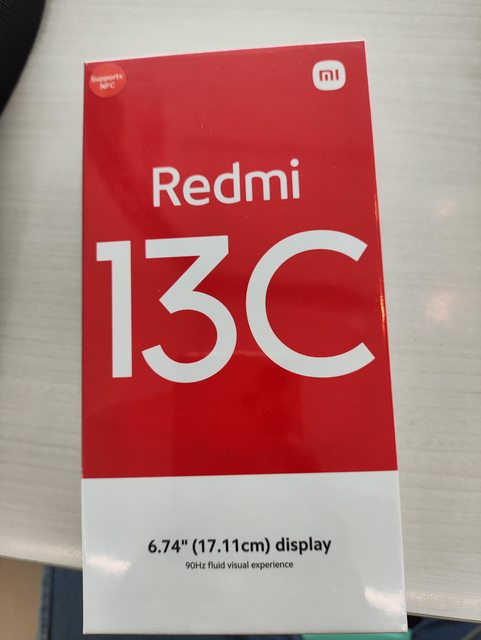 Supports
NFC
mi
Redmi
13C
6.74" (17.11cm) display
90Hz fluid visual experience